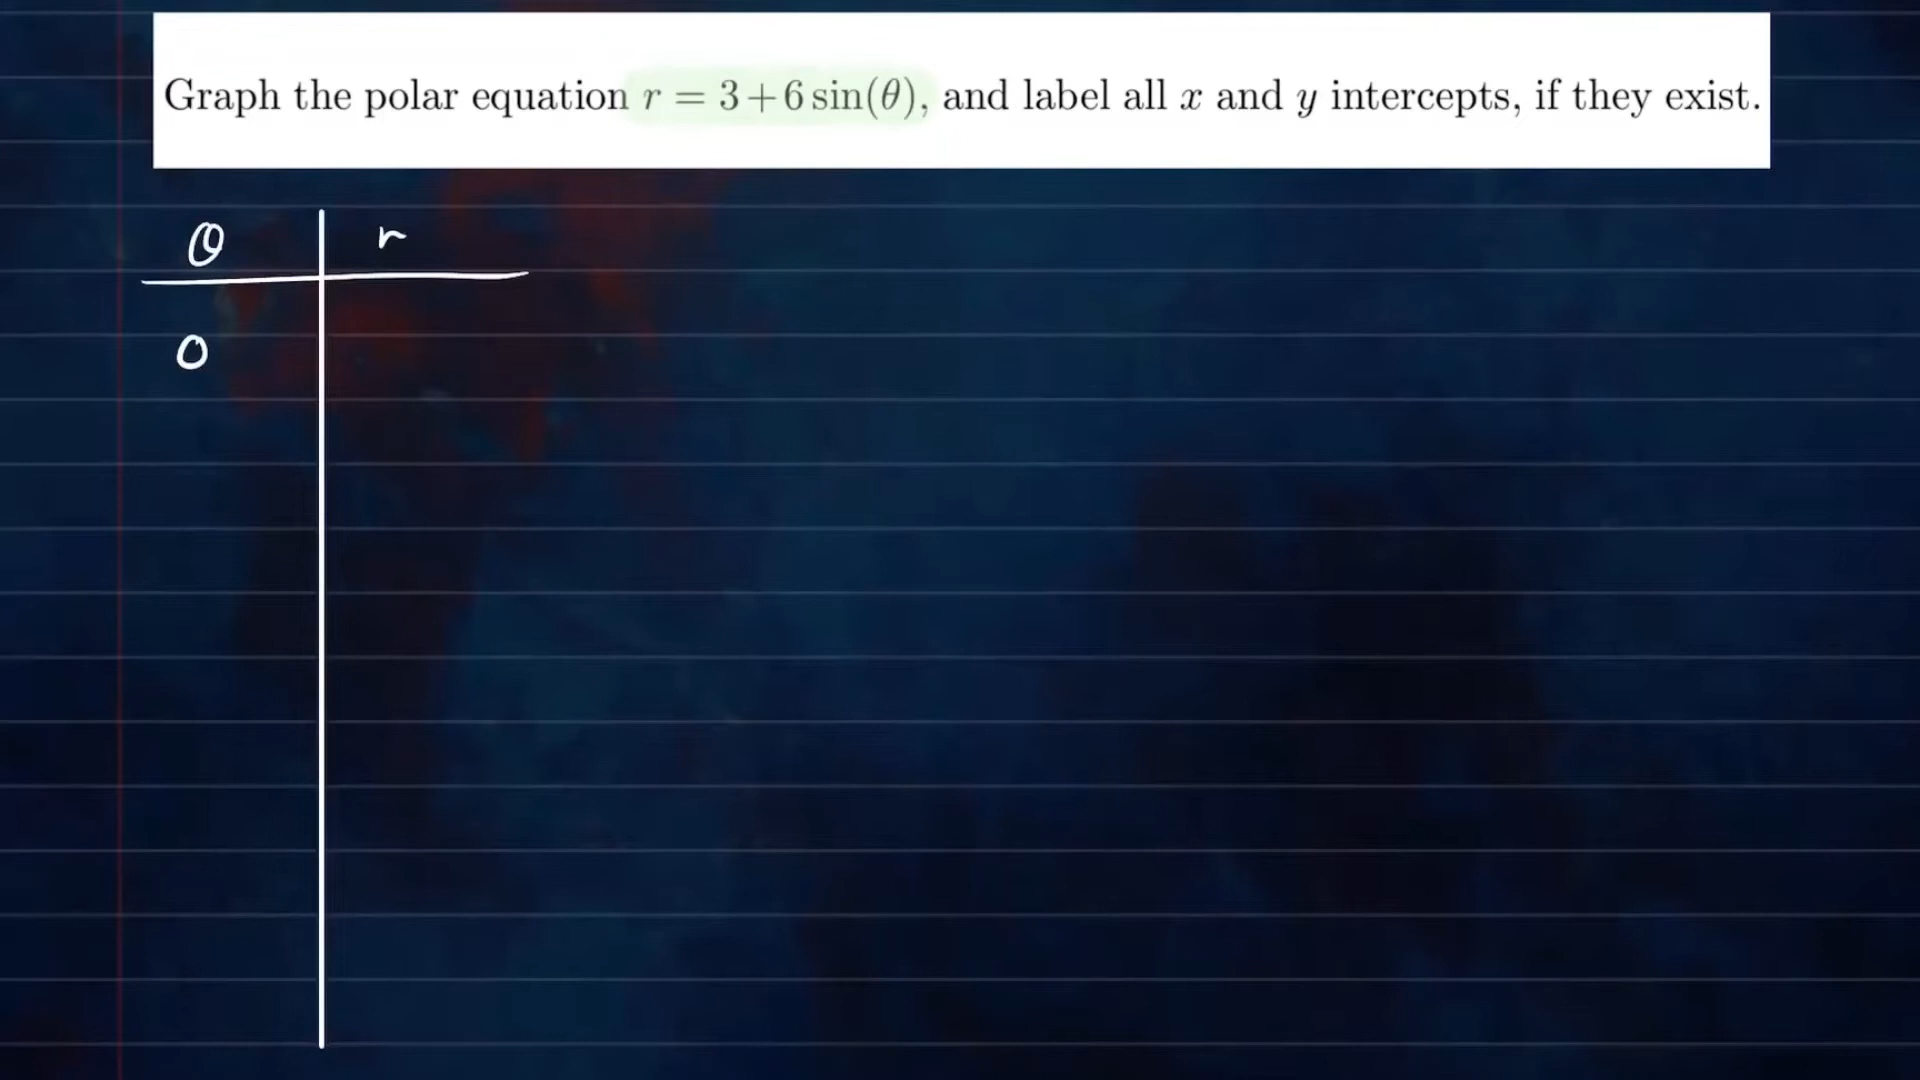 Graph the polar equation r = 3+6 sin(θ), and label all x and y intercepts, if they exist.
θ r
0